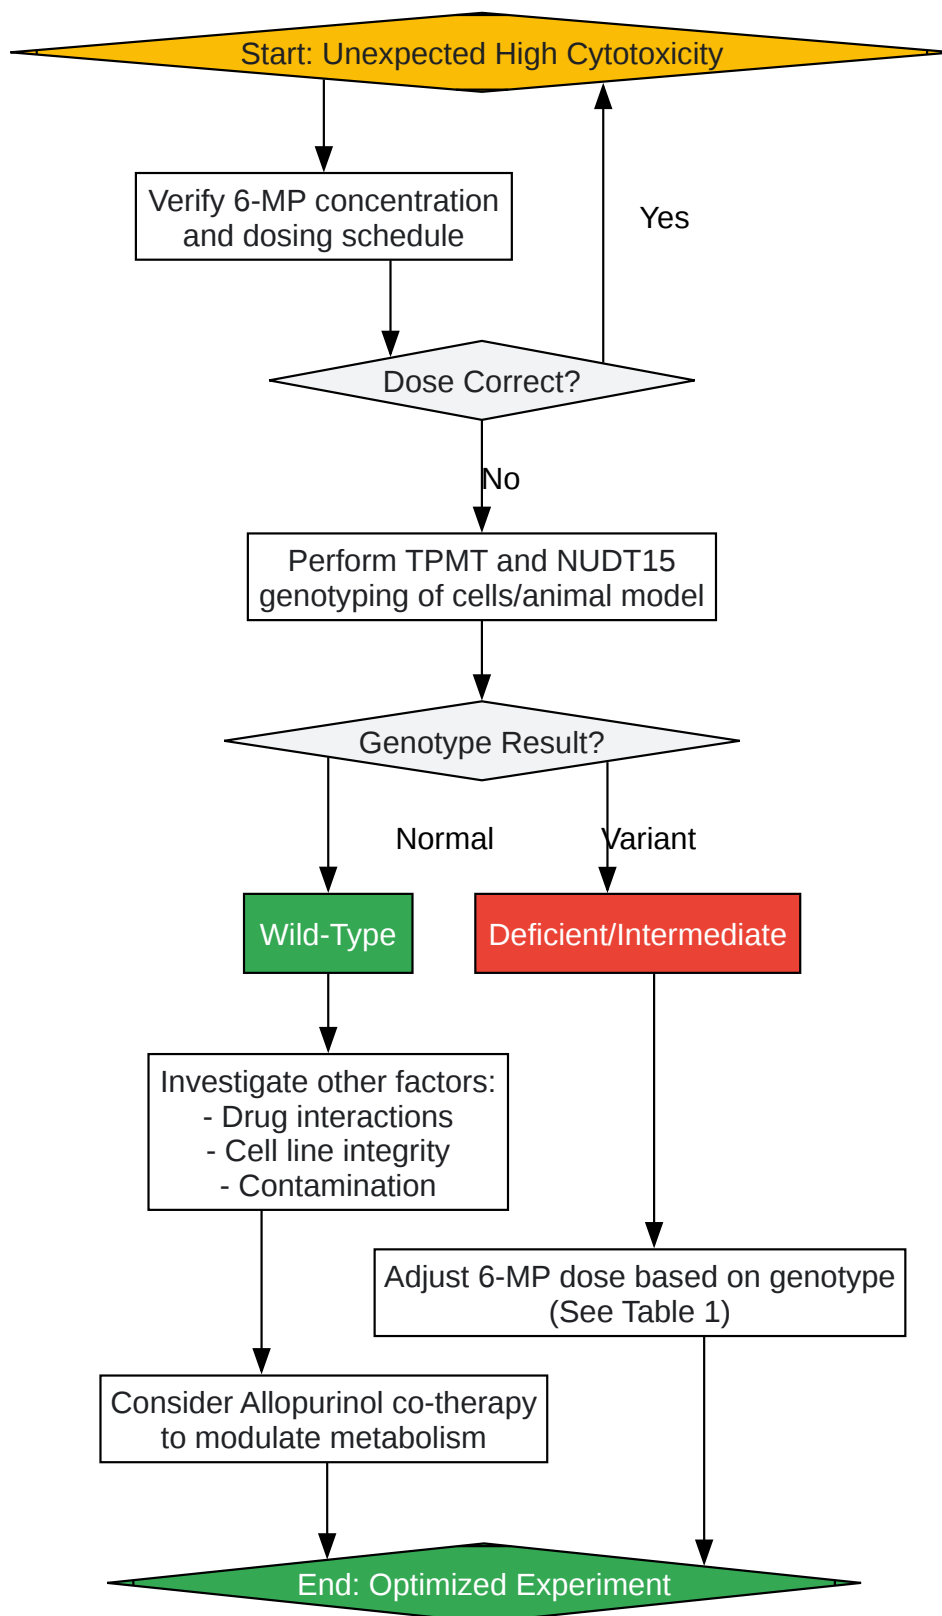 Start: Unexpected High Cytotoxicity
Verify 6-MP concentration
and dosing schedule
Yes
Dose Correct?
No
Perform TPMT and NUDT15
genotyping of cells/animal model
Genotype Result?
Normal
Variant
Wild-Type
Deficient/Intermediate
Investigate other factors:
- Drug interactions
- Cell line integrity
- Contamination
Adjust 6-MP dose based on genotype
(See Table 1)
Consider Allopurinol co-therapy
to modulate metabolism
End: Optimized Experiment